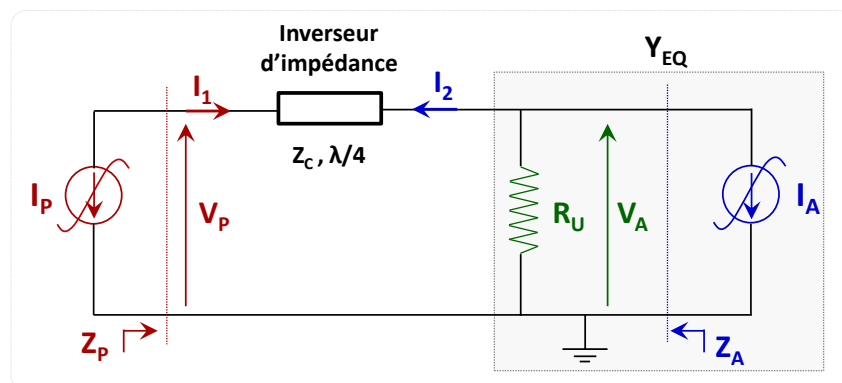 Inverseur
d'impédance
Y_EQ
I_1
I_2
Z_C , λ/4
I_P
V_P
R_U
V_A
I_A
Z_P
Z_A